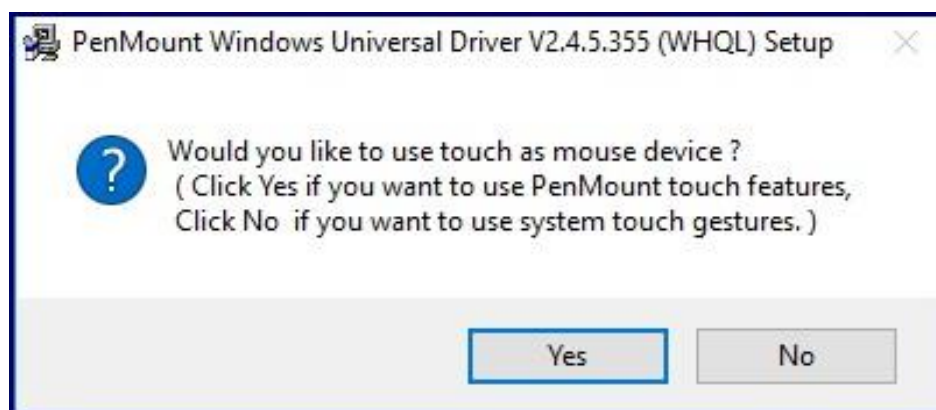 PenMount Windows Universal Driver V2.4.5.355 (WHQL) Setup
Would you like to use touch as mouse device ?
( Click Yes if you want to use PenMount touch features,
Click No  if you want to use system touch gestures. )
Yes
No